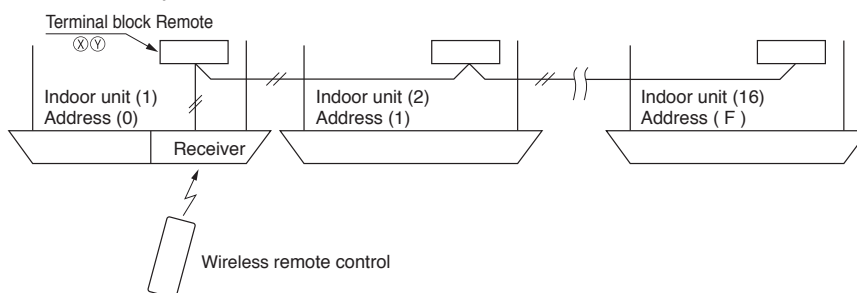 Terminal block Remote
ⓍⓎ
Indoor unit (1)
Address (0)
Indoor unit (2)
Address (1)
Indoor unit (16)
Address ( F )
Receiver
Wireless remote control